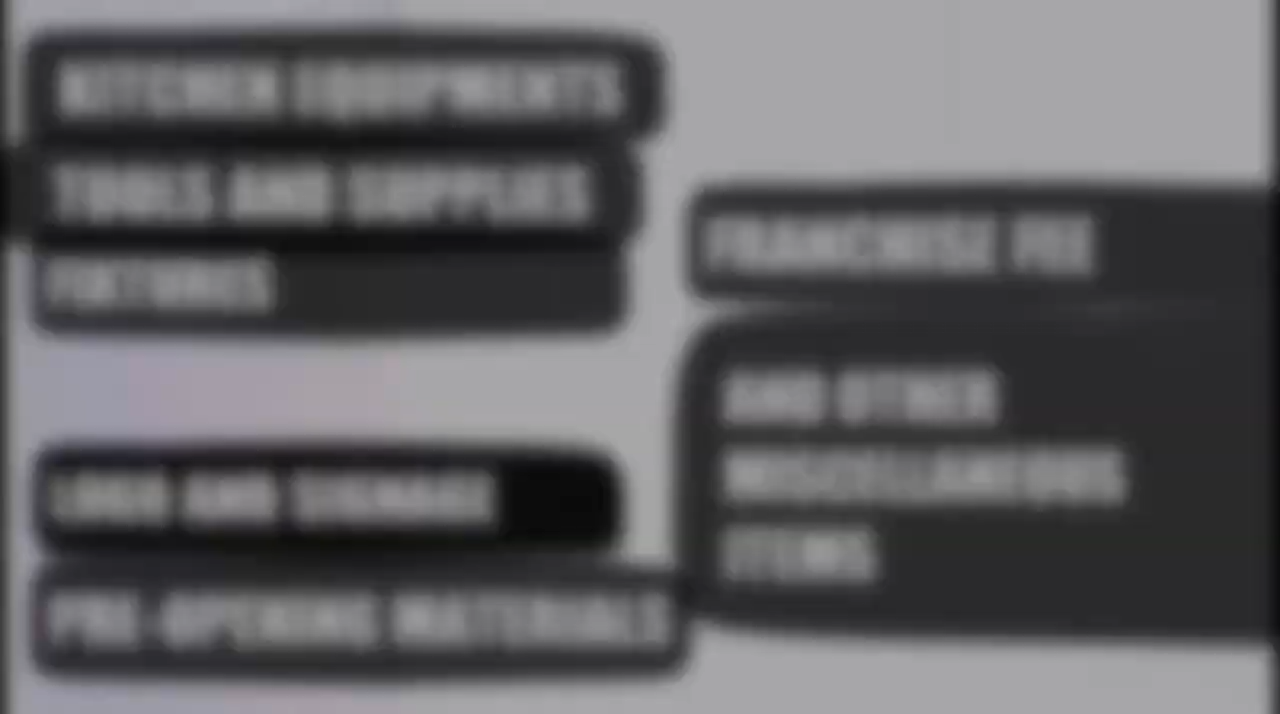 KITCHEN EQUIPMENTS
TOOLS AND SUPPLIES
FIXTURES
LOGO AND SIGNAGE
PRE-OPENING MATERIALS
FRANCHISE FEE
AND OTHER
MISCELLANEOUS
ITEMS